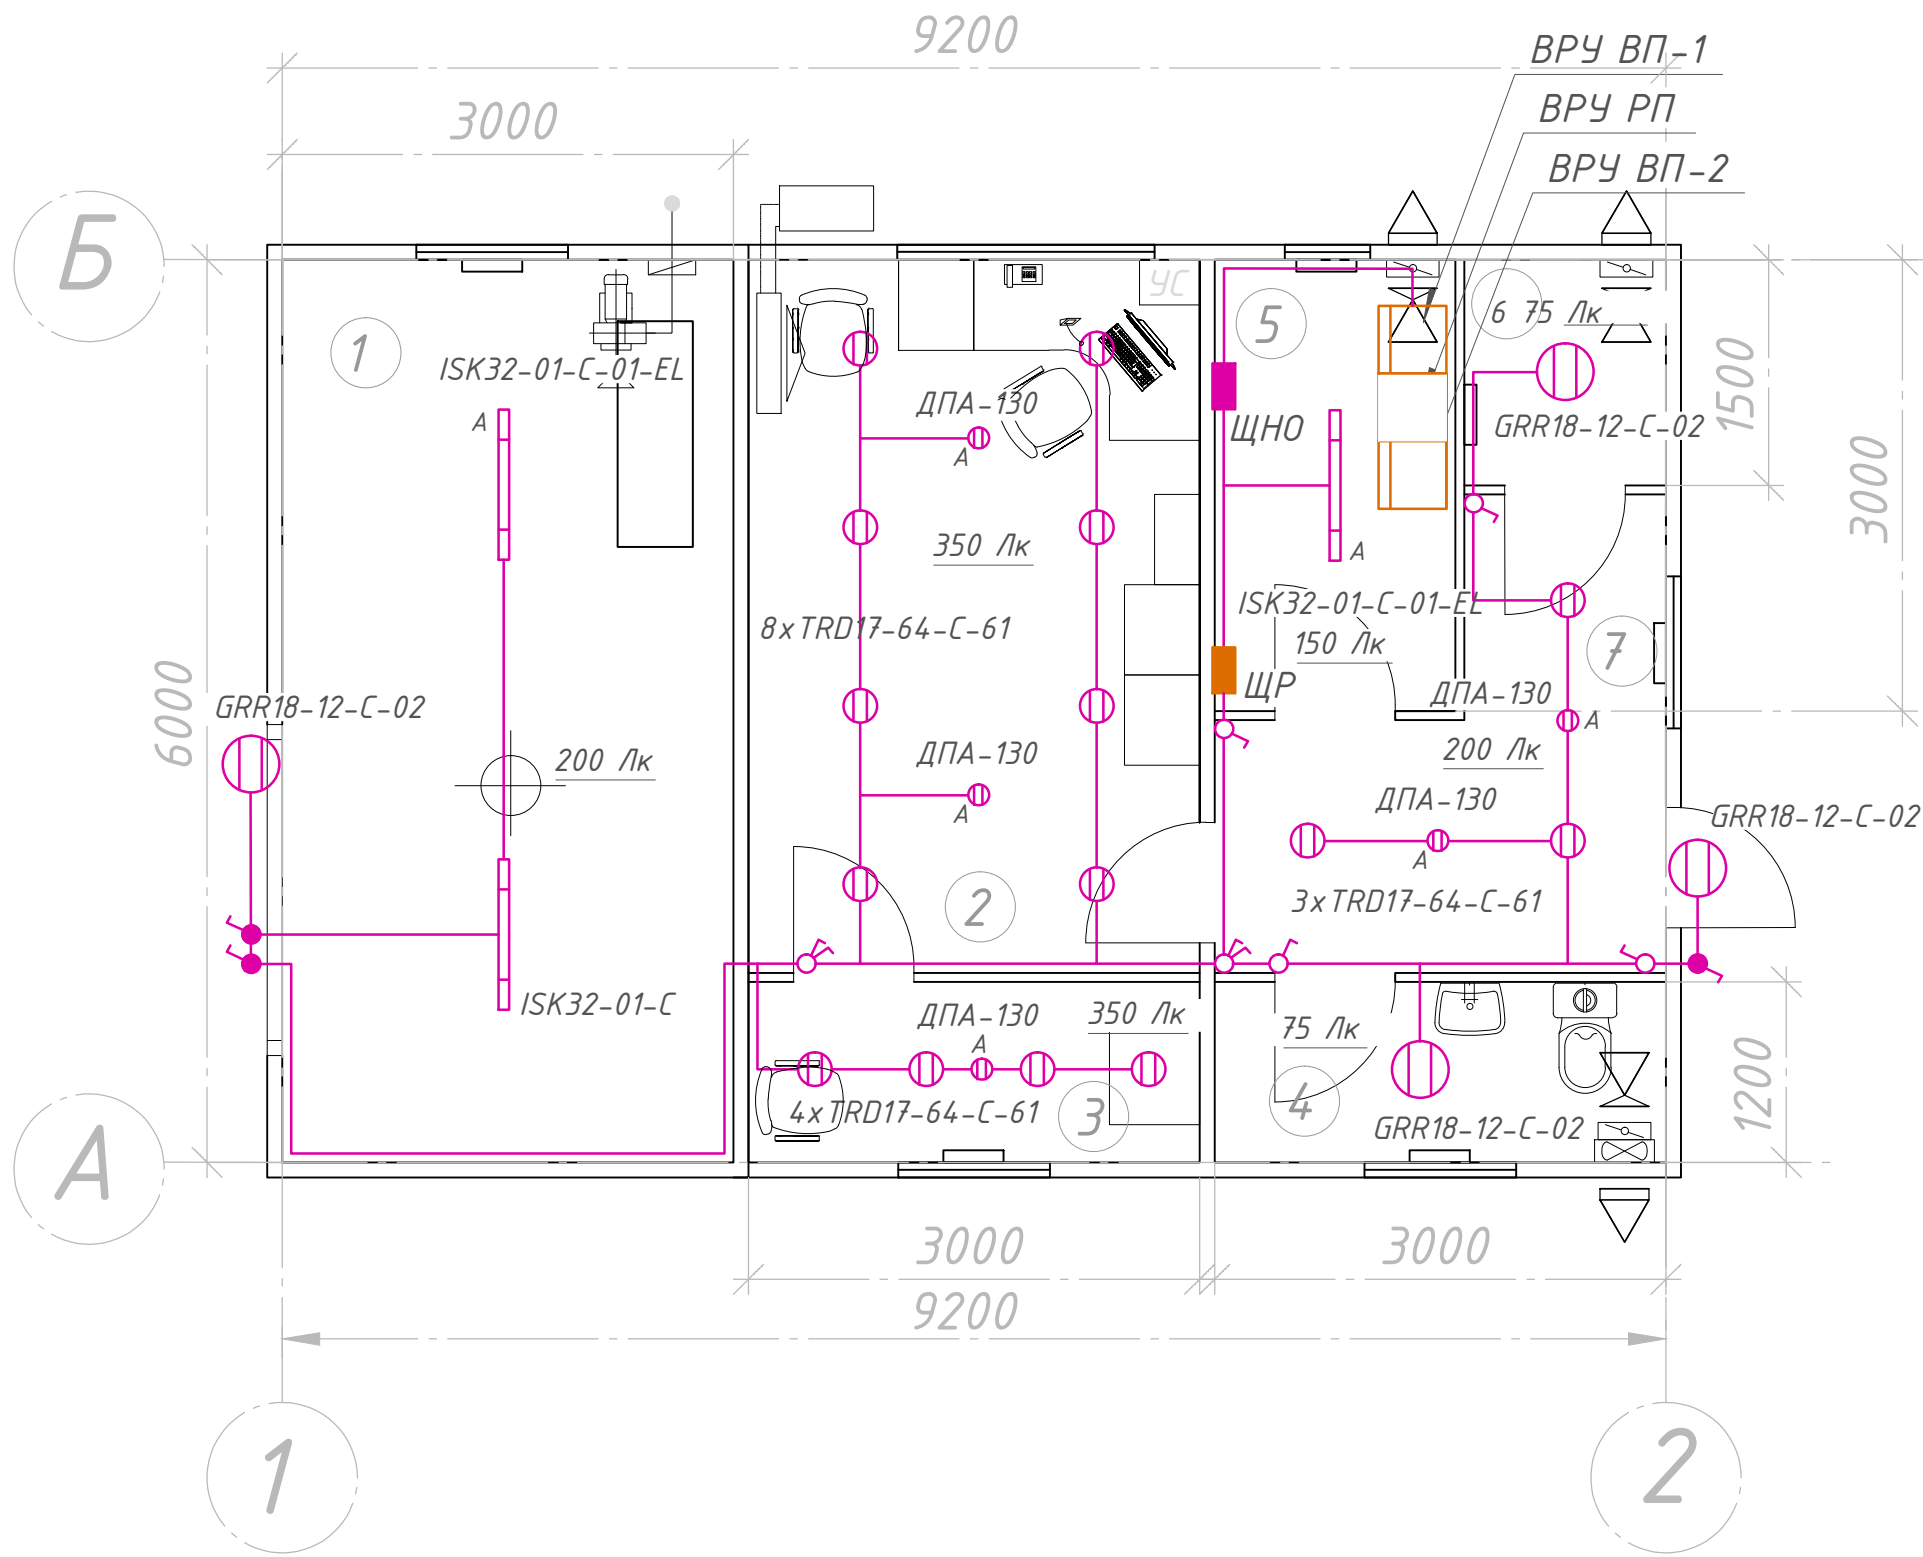 9200
ВРУ ВП-1
3000
ВРУ РП
ВРУ ВП-2
Б
УС
1
5
6 75 Лк
ISK32-01-C-01-EL
ДПА-130
А
ЩНО
GRR18-12-C-02
1500
А
3000
350 Лк
А
8xTRD17-64-C-61
ISK32-01-C-01-EL
150 Лк
7
6000
GRR18-12-C-02
ЩР
ДПА-130
А
200 Лк
ДПА-130
200 Лк
ДПА-130
А
GRR18-12-C-02
А
2
3xTRD17-64-C-61
ISK32-01-C
ДПА-130
350 Лк
75 Лк
А
4xTRD17-64-C-61
3
4
GRR18-12-C-02
1200
А
3000
3000
9200
1
2